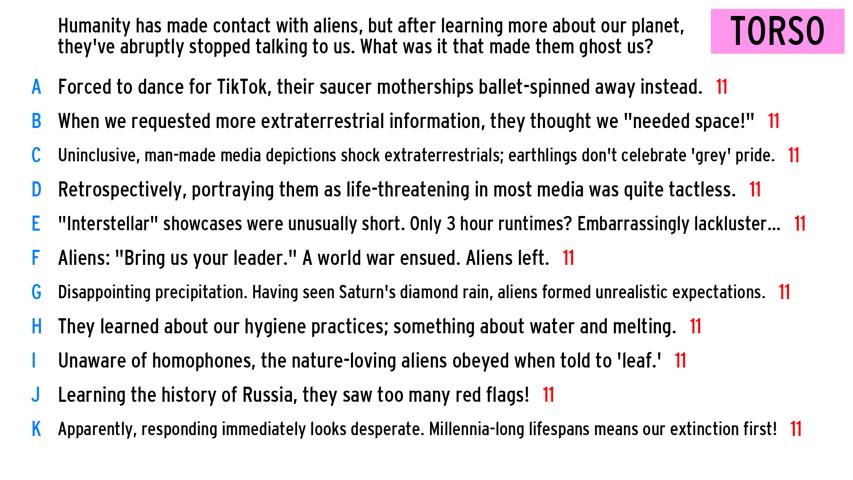 Humanity has made contact with aliens, but after learning more about our planet,
they've abruptly stopped talking to us. What was it that made them ghost us?
TORSO
A Forced to dance for TikTok, their saucer motherships ballet-spinned away instead. 11
B When we requested more extraterrestrial information, they thought we "needed space!" 11
C Uninclusive, man-made media depictions shock extraterrestrials; earthlings don't celebrate 'grey' pride. 11
D Retrospectively, portraying them as life-threatening in most media was quite tactless. 11
E "Interstellar" showcases were unusually short. Only 3 hour runtimes? Embarrassingly lackluster... 11
F Aliens: "Bring us your leader." A world war ensued. Aliens left. 11
G Disappointing precipitation. Having seen Saturn's diamond rain, aliens formed unrealistic expectations. 11
H They learned about our hygiene practices; something about water and melting. 11
I Unaware of homophones, the nature-loving aliens obeyed when told to 'leaf.' 11
J Learning the history of Russia, they saw too many red flags! 11
K Apparently, responding immediately looks desperate. Millennia-long lifespans means our extinction first! 11